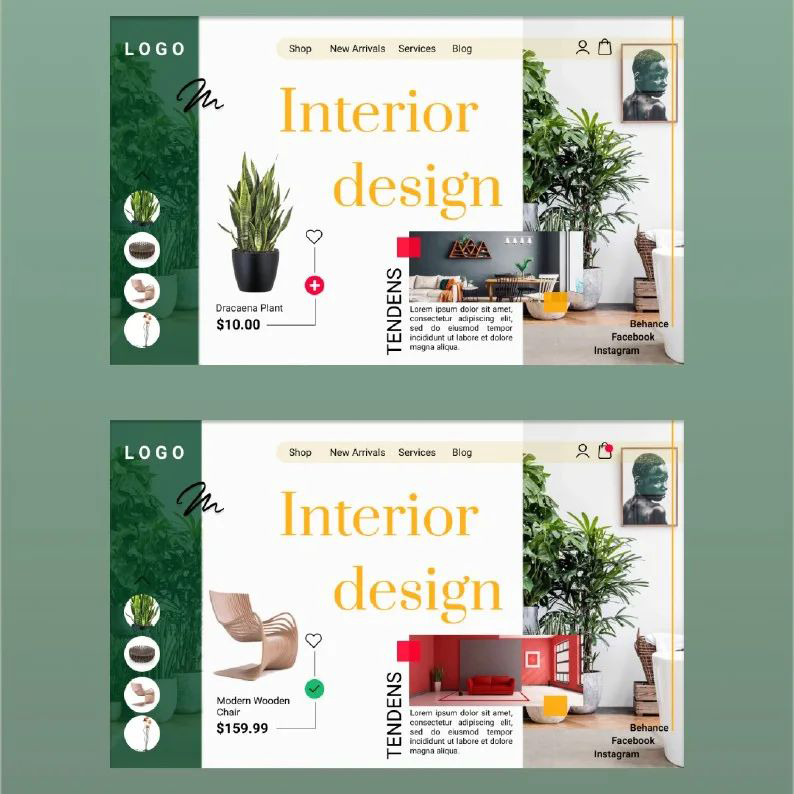 LOGO
Shop New Arrivals Services Blog
Interior
design
Dracaena Plant
$10.00
TENDENS
Lorem ipsum dolor sit amet,
consectetur adipiscing elit,
sed do eiusmod tempor
incididunt ut labore et dolore
magna aliqua.
Behance
Facebook
Instagram
LOGO
Shop New Arrivals Services Blog
Interior
design
Modern Wooden
Chair
$159.99
TENDENS
Lorem ipsum dolor sit amet,
consectetur adipiscing elit,
sed do eiusmod tempor
incididunt ut labore et dolore
magna aliqua.
Behance
Facebook
Instagram